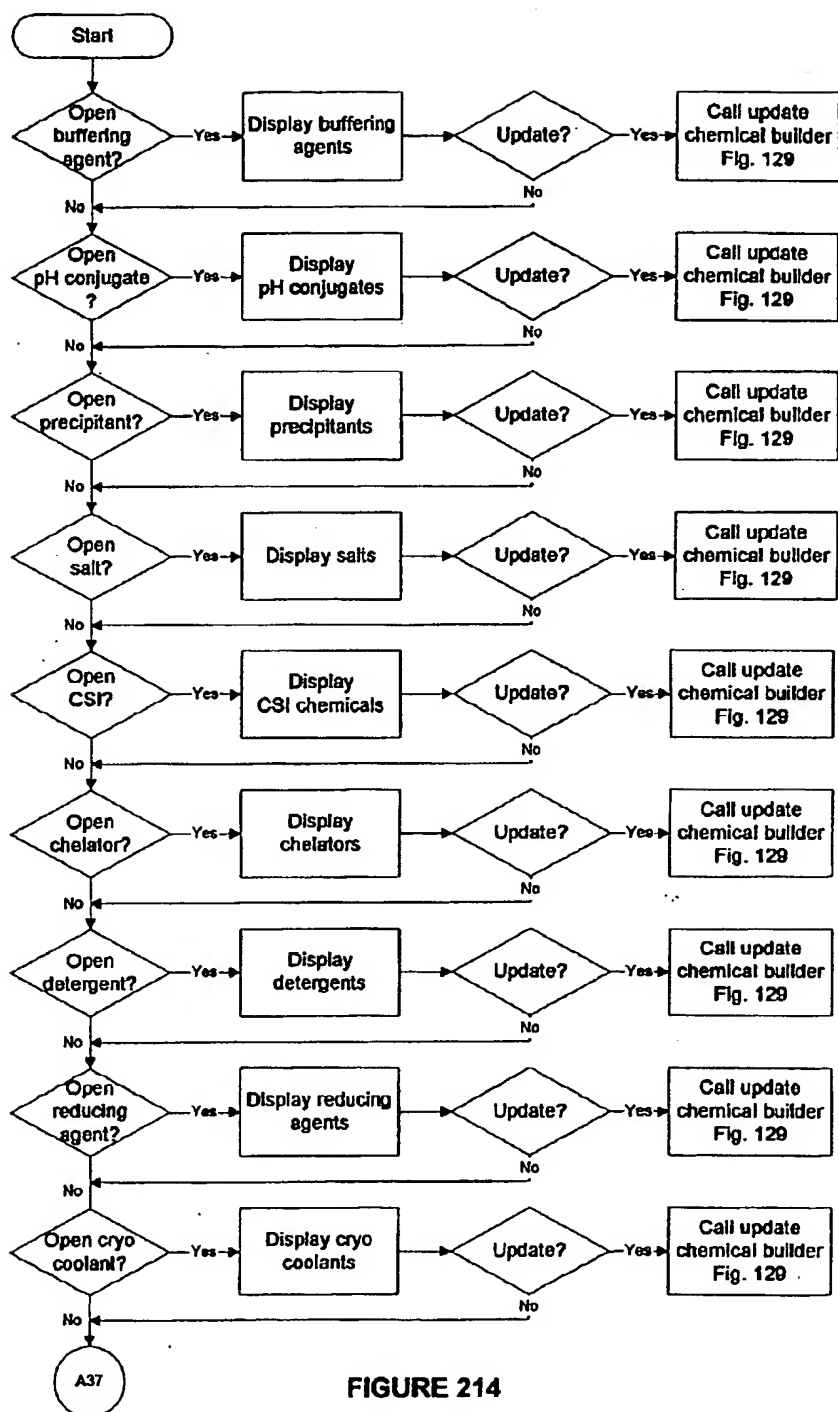 Start
Open
buffering
agent?
Yes
Display buffering
agents
Update?
Yes
Call update
chemical builder
Fig. 129
No
No
Open
pH conjugate
?
Yes
Display
pH conjugates
Update?
Yes
Call update
chemical builder
Fig. 129
No
No
Open
precipitant?
Yes
Display
precipitants
Update?
Yes
Call update
chemical builder
Fig. 129
No
No
Open
salt?
Yes
Display salts
Update?
Yes
Call update
chemical builder
Fig. 129
No
No
Open
CSI?
Yes
Display
CSI chemicals
Update?
Yes
Call update
chemical builder
Fig. 129
No
No
Open
chelator?
Yes
Display
chelators
Update?
Yes
Call update
chemical builder
Fig. 129
No
No
Open
detergent?
Yes
Display
detergents
Update?
Yes
Call update
chemical builder
Fig. 129
No
No
Open
reducing
agent?
Yes
Display reducing
agents
Update?
Yes
Call update
chemical builder
Fig. 129
No
No
Open cryo
coolant?
Yes
Display cryo
coolants
Update?
Yes
Call update
chemical builder
Fig. 129
No
No
A37
FIGURE 214